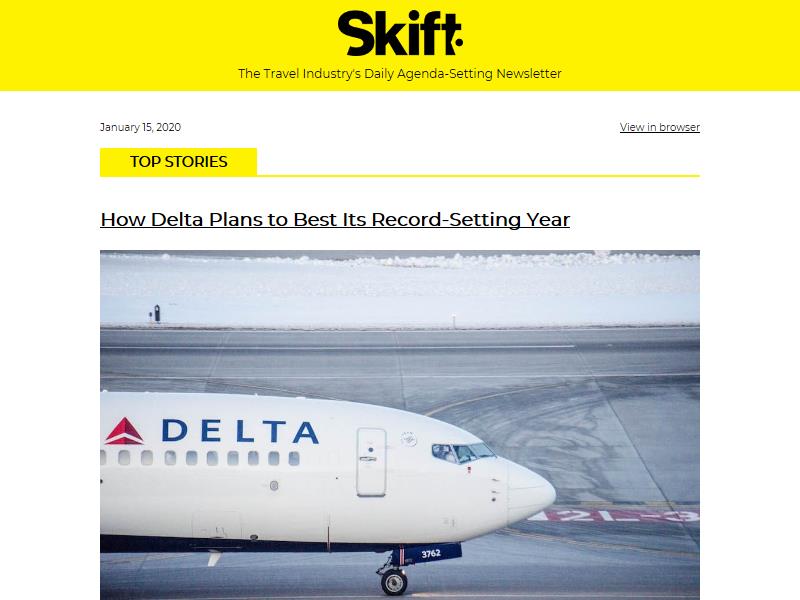 Skift
The Travel Industry's Daily Agenda-Setting Newsletter
January 15, 2020
View in browser
TOP STORIES
How Delta Plans to Best Its Record-Setting Year
DELTA
2L-3
3762